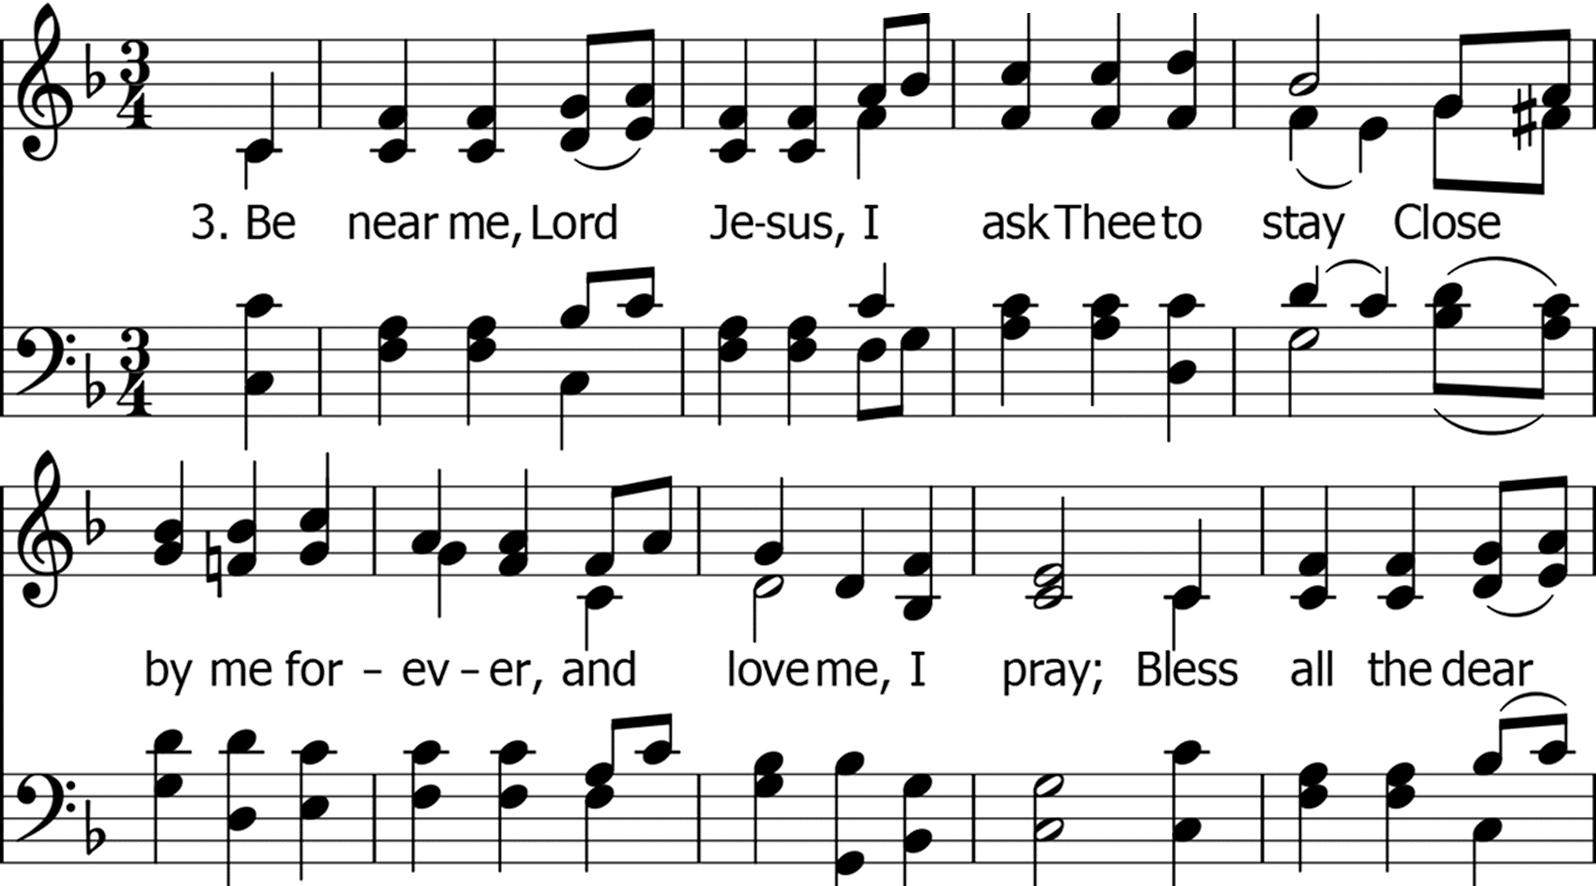 3. Be near me, Lord Je-sus, I ask Thee to stay Close
by me for – ev – er, and love me, I pray; Bless all the dear